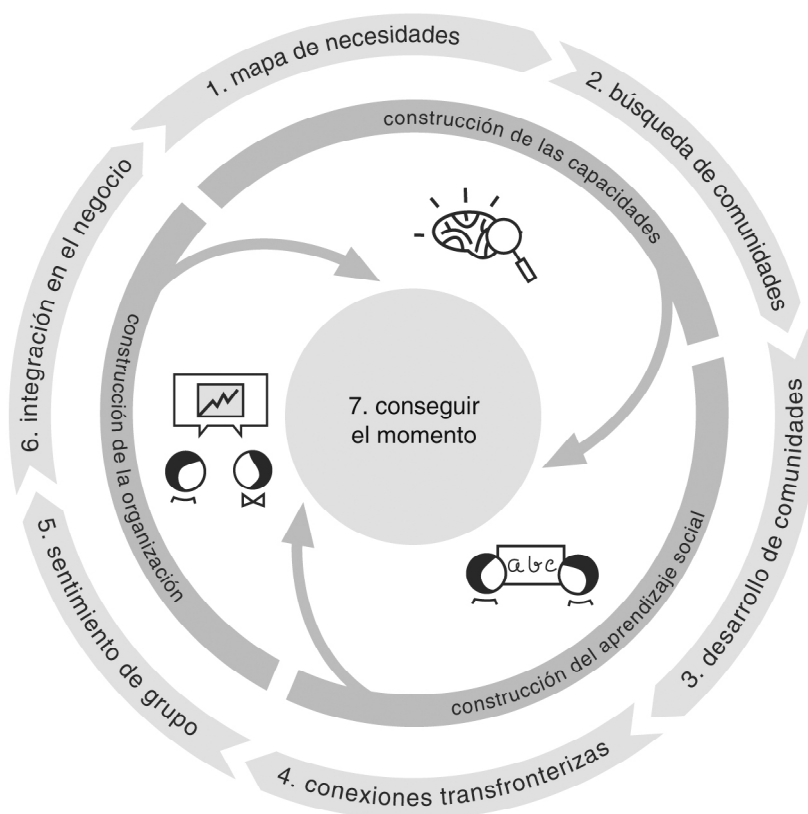 1. mapa de necesidades
2. búsqueda de comunidades
3. desarrollo de comunidades
4. conexiones transfronterizas
5. sentimiento de grupo
6. integración en el negocio
construcción de las capacidades
construcción del aprendizaje social
construcción de la organización
7. conseguir
el momento
abc